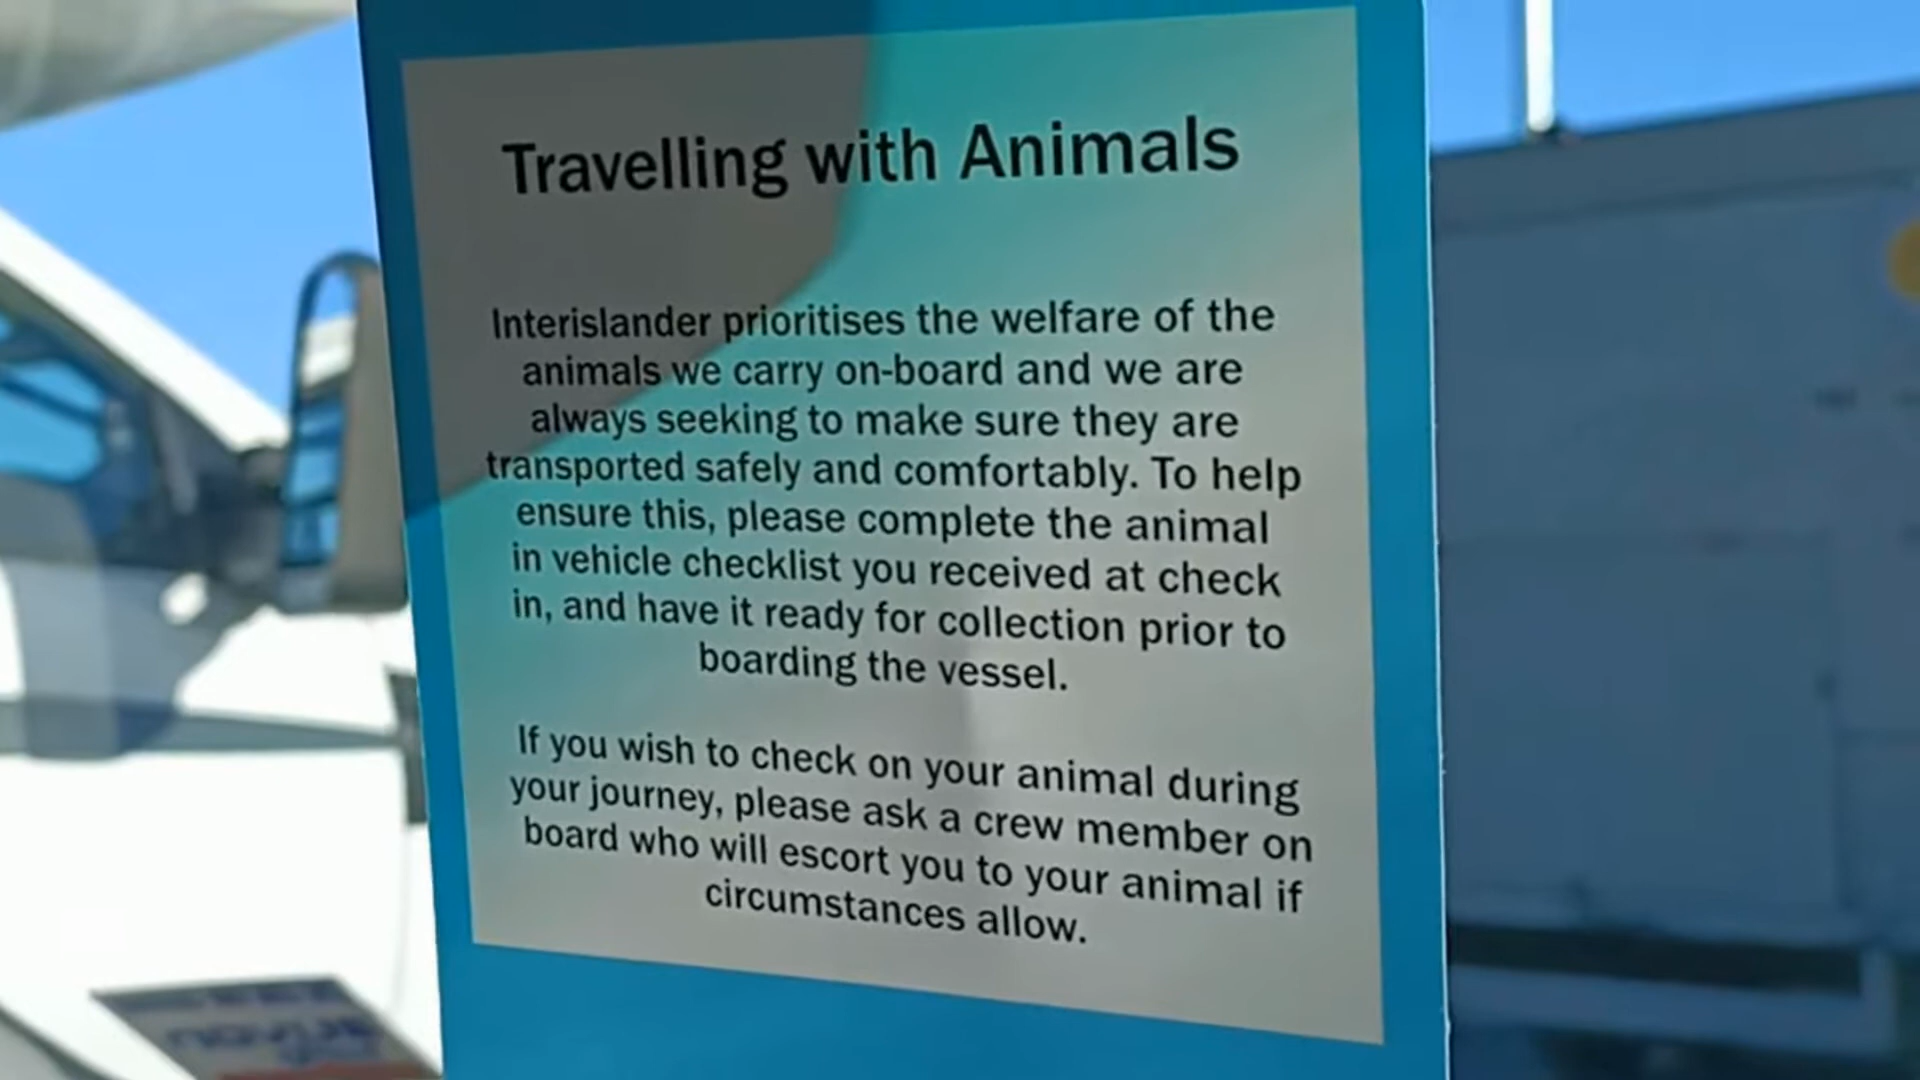 Travelling with Animals
Interislander prioritises the welfare of the
animals we carry on-board and we are
always seeking to make sure they are
transported safely and comfortably. To help
ensure this, please complete the animal
in vehicle checklist you received at check
in, and have it ready for collection prior to
boarding the vessel.
If you wish to check on your animal during
your journey, please ask a crew member on
board who will escort you to your animal if
circumstances allow.